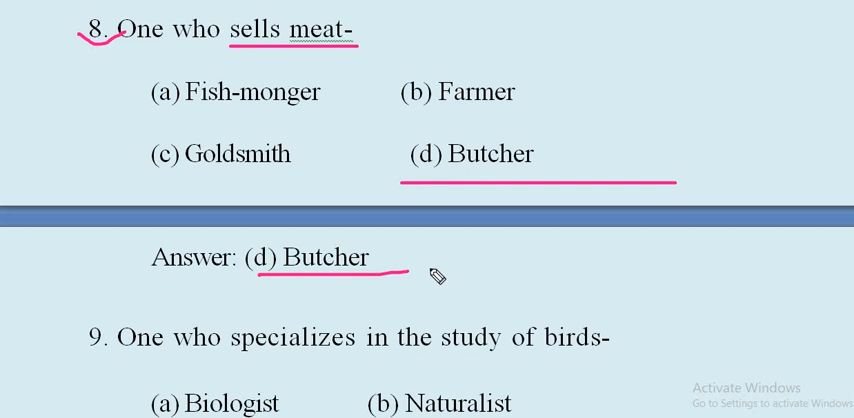 8. One who sells meat-
(a) Fish-monger (b) Farmer
(c) Goldsmith (d) Butcher
Answer: (d) Butcher
9. One who specializes in the study of birds-
(a) Biologist (b) Naturalist
Activate Windows
Go to Settings to activate Windows